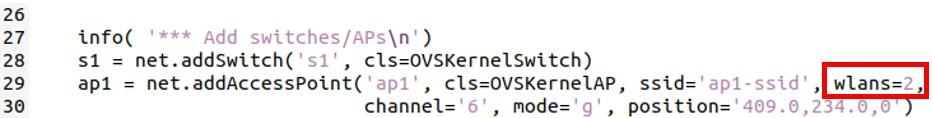 26
27 info( '*** Add switches/APs\n')
28 s1 = net.addSwitch('s1', cls=OVSKernelSwitch)
29 ap1 = net.addAccessPoint('ap1', cls=OVSKernelAP, ssid='ap1-ssid', wlans=2,
30 channel='6', mode='g', position='409.0,234.0,0')